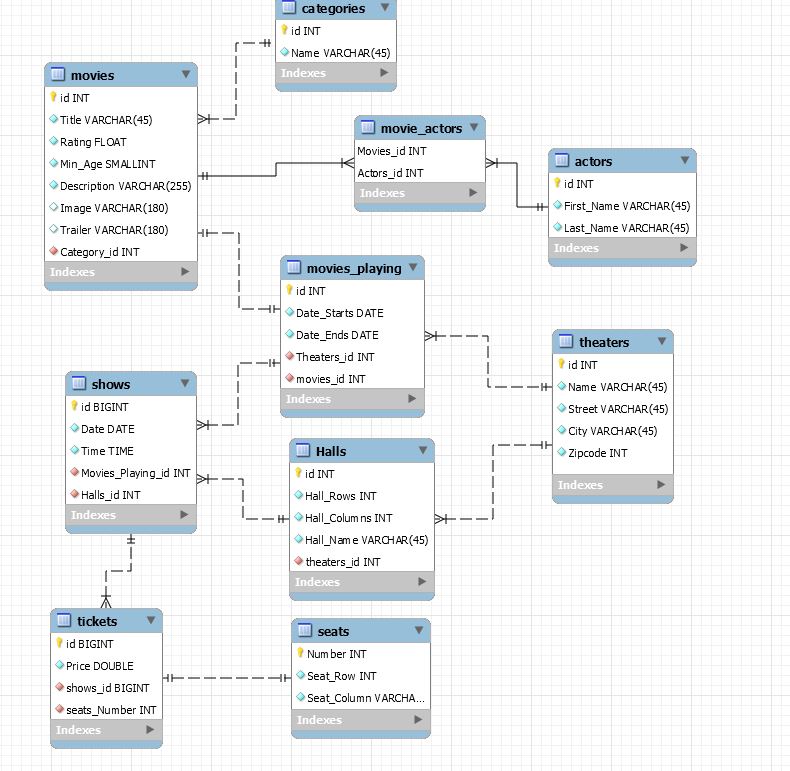 categories
id INT
Name VARCHAR(45)
Indexes
movies
id INT
Title VARCHAR(45)
Rating FLOAT
Min_Age SMALLINT
Description VARCHAR(255)
Image VARCHAR(180)
Trailer VARCHAR(180)
Category_id INT
Indexes
movie_actors
Movies_id INT
Actors_id INT
Indexes
actors
id INT
First_Name VARCHAR(45)
Last_Name VARCHAR(45)
Indexes
movies_playing
id INT
Date_Starts DATE
Date_Ends DATE
Theaters_id INT
movies_id INT
Indexes
theaters
id INT
Name VARCHAR(45)
Street VARCHAR(45)
City VARCHAR(45)
Zipcode INT
Indexes
shows
id BIGINT
Date DATE
Time TIME
Movies_Playing_id INT
Halls_id INT
Indexes
Halls
id INT
Hall_Rows INT
Hall_Columns INT
Hall_Name VARCHAR(45)
theaters_id INT
Indexes
tickets
id BIGINT
Price DOUBLE
shows_id BIGINT
seats_Number INT
Indexes
seats
Number INT
Seat_Row INT
Seat_Column VARCHA...
Indexes